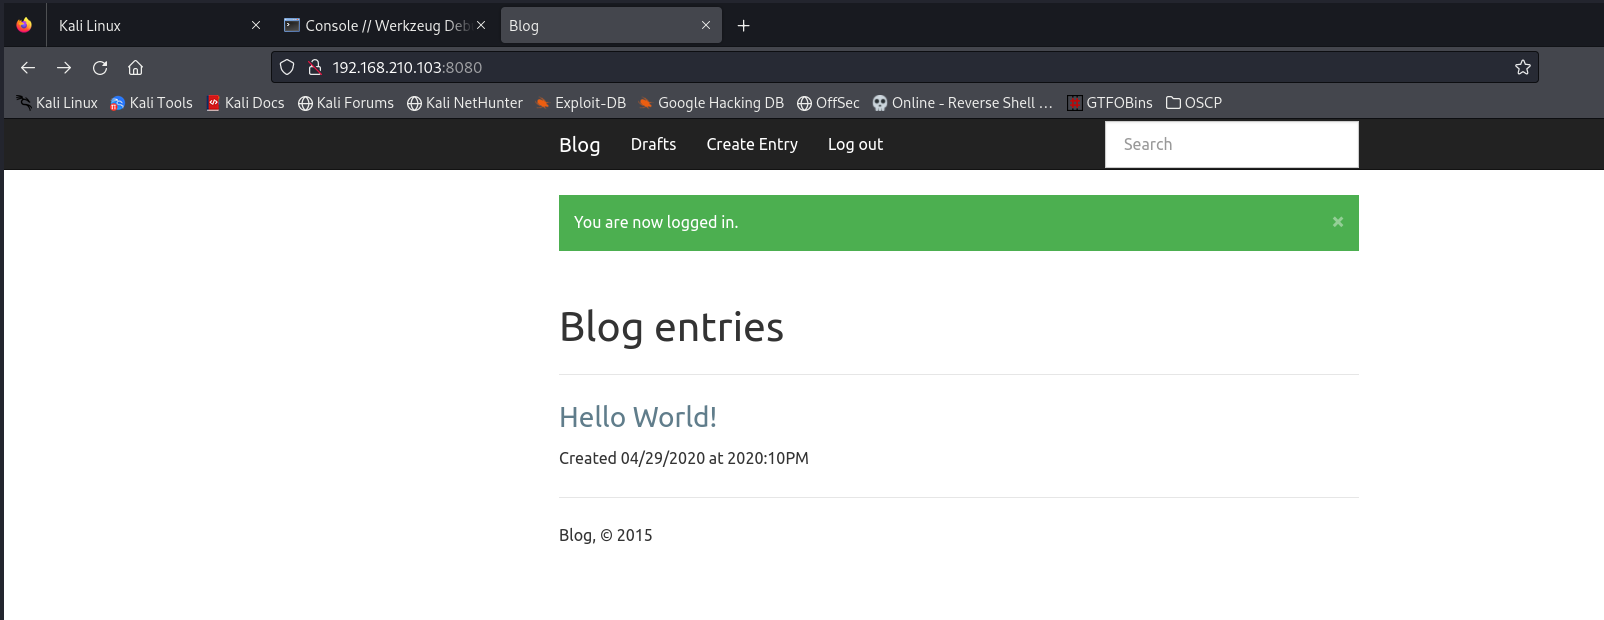 Kali Linux
Console // Werkzeug Deb
Blog
192.168.210.103:8080
Kali Linux Kali Tools Kali Docs Kali Forums Kali NetHunter Exploit-DB Google Hacking DB OffSec Online - Reverse Shell … GTFOBins OSCP
Blog Drafts Create Entry Log out Search
You are now logged in. ×
Blog entries
Hello World!
Created 04/29/2020 at 2020:10PM
Blog, © 2015